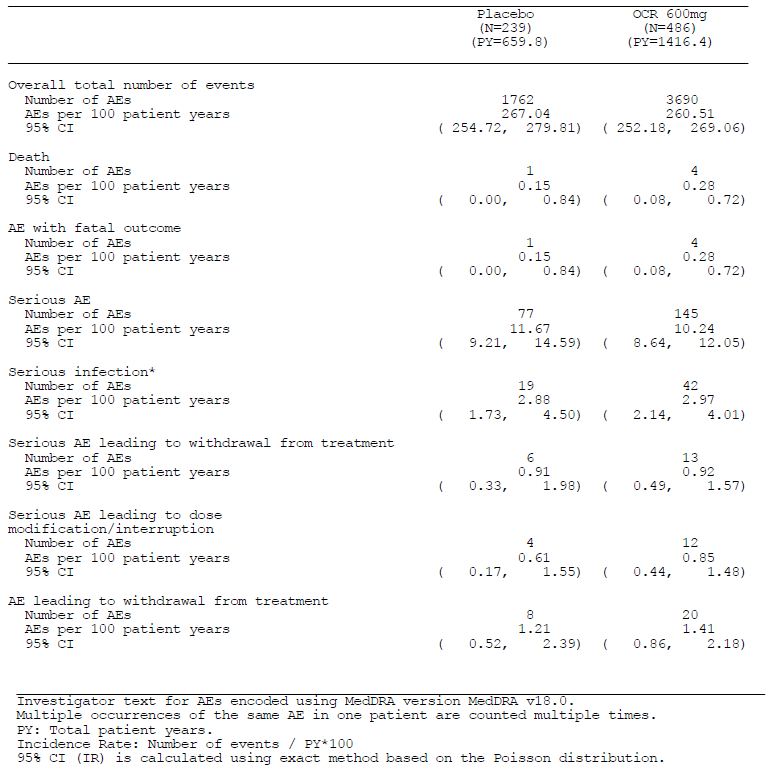 Placebo OCR 600mg
(N=239) (N=486)
(PY=659.8) (PY=1416.4)
Overall total number of events
Number of AEs 1762 3690
AEs per 100 patient years 267.04 260.51
95% CI ( 254.72, 279.81) ( 252.18, 269.06)
Death
Number of AEs 1 4
AEs per 100 patient years 0.15 0.28
95% CI ( 0.00, 0.84) ( 0.08, 0.72)
AE with fatal outcome
Number of AEs 1 4
AEs per 100 patient years 0.15 0.28
95% CI ( 0.00, 0.84) ( 0.08, 0.72)
Serious AE
Number of AEs 77 145
AEs per 100 patient years 11.67 10.24
95% CI ( 9.21, 14.59) ( 8.64, 12.05)
Serious infection*
Number of AEs 19 42
AEs per 100 patient years 2.88 2.97
95% CI ( 1.73, 4.50) ( 2.14, 4.01)
Serious AE leading to withdrawal from treatment
Number of AEs 6 13
AEs per 100 patient years 0.91 0.92
95% CI ( 0.33, 1.98) ( 0.49, 1.57)
Serious AE leading to dose
modification/interruption
Number of AEs 4 12
AEs per 100 patient years 0.61 0.85
95% CI ( 0.17, 1.55) ( 0.44, 1.48)
AE leading to withdrawal from treatment
Number of AEs 8 20
AEs per 100 patient years 1.21 1.41
95% CI ( 0.52, 2.39) ( 0.86, 2.18)
Investigator text for AEs encoded using MedDRA version MedDRA v18.0.
Multiple occurrences of the same AE in one patient are counted multiple times.
PY: Total patient years.
Incidence Rate: Number of events / PY*100
95% CI (IR) is calculated using exact method based on the Poisson distribution.